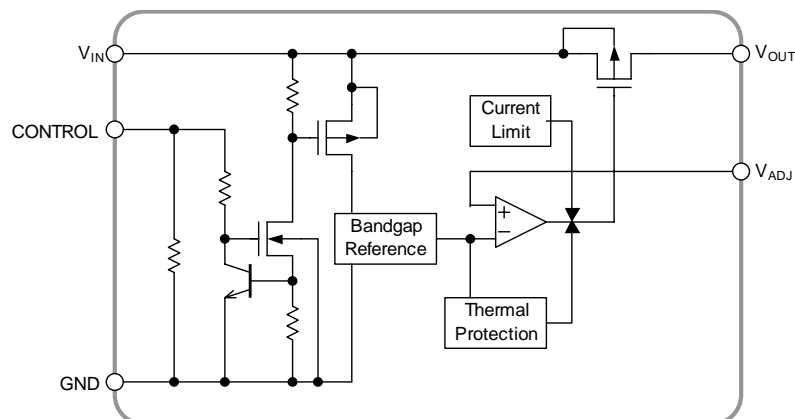 VIN
VOUT
Current
Limit
CONTROL
VADJ
+
−
Bandgap
Reference
Thermal
Protection
GND